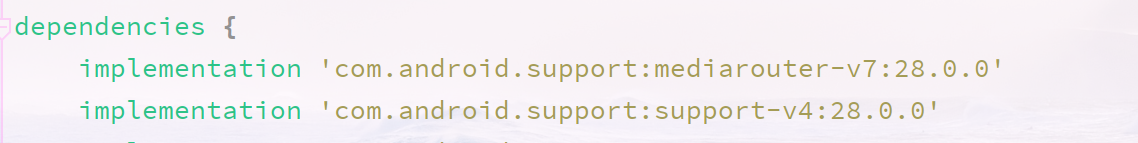 dependencies {
    implementation 'com.android.support:mediarouter-v7:28.0.0'
    implementation 'com.android.support:support-v4:28.0.0'